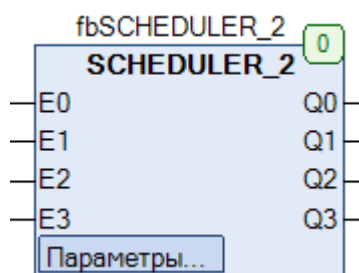 fbSCHEDULER_2
0
SCHEDULER_2
E0 Q0
E1 Q1
E2 Q2
E3 Q3
Параметры...